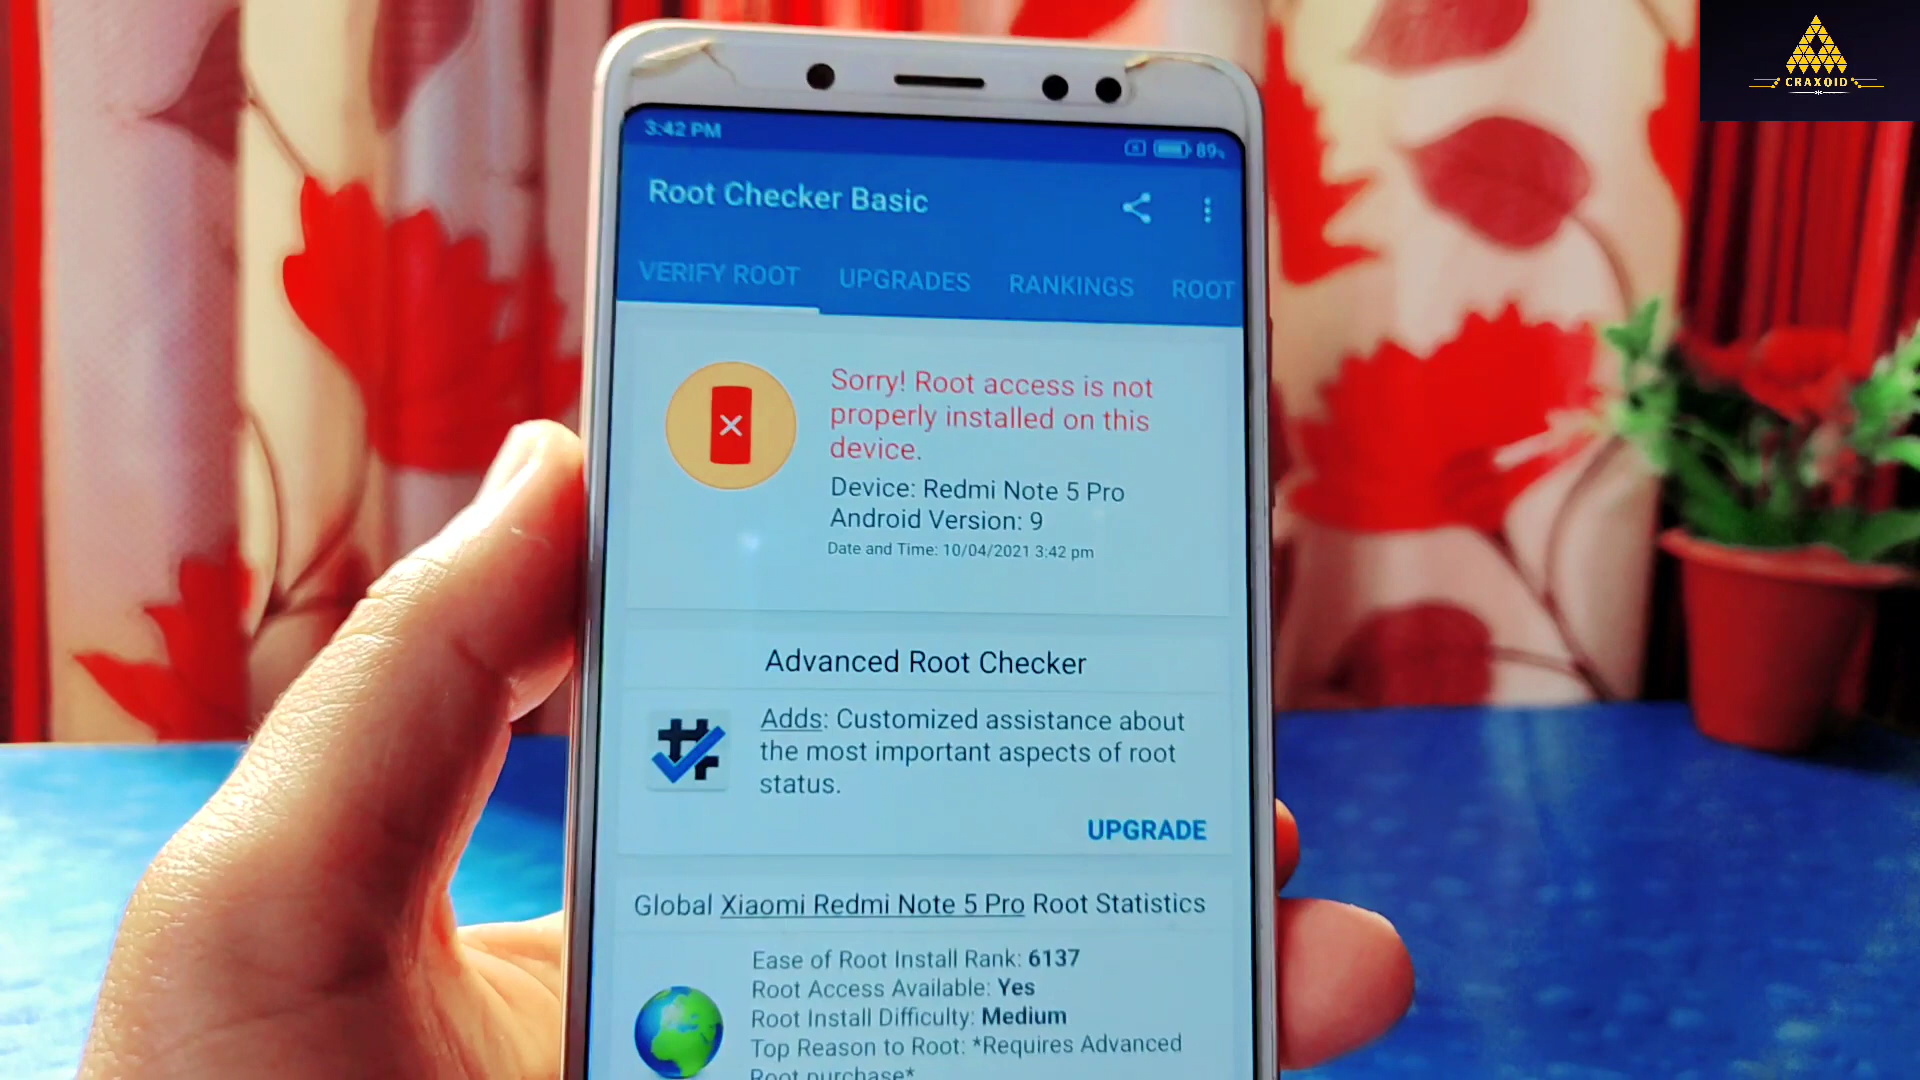 CRAXOID
3:42 PM
89%
Root Checker Basic
VERIFY ROOT UPGRADES RANKINGS ROOT
Sorry! Root access is not
properly installed on this
device.
Device: Redmi Note 5 Pro
Android Version: 9
Date and Time: 10/04/2021 3:42 pm
Advanced Root Checker
Adds: Customized assistance about
the most important aspects of root
status.
UPGRADE
Global Xiaomi Redmi Note 5 Pro Root Statistics
Ease of Root Install Rank: 6137
Root Access Available: Yes
Root Install Difficulty: Medium
Top Reason to Root: *Requires Advanced
Root purchase*